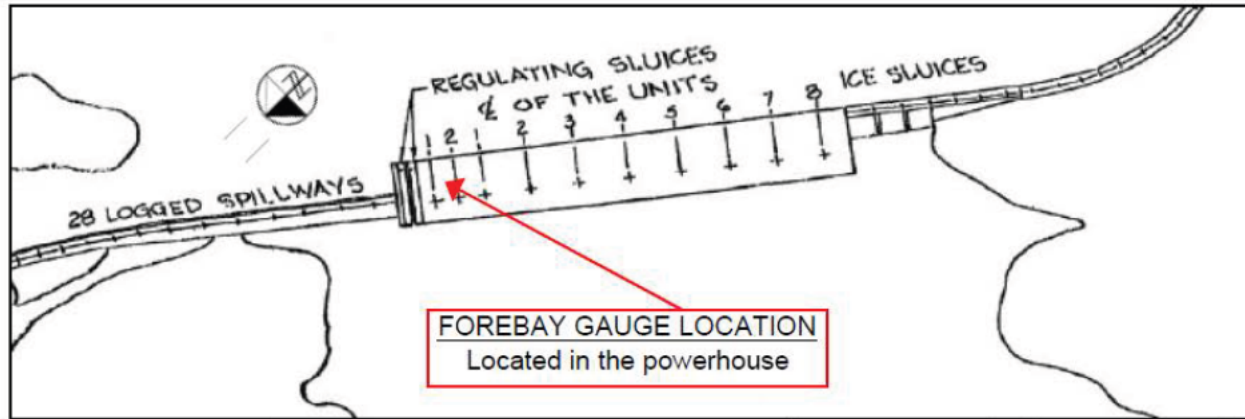 REGULATING SLUICES
ICE SLUICES
℄ OF THE UNITS
1 2 1 2 3 4 5 6 7 8
28 LOGGED SPILLWAYS
N
FOREBAY GAUGE LOCATION
Located in the powerhouse